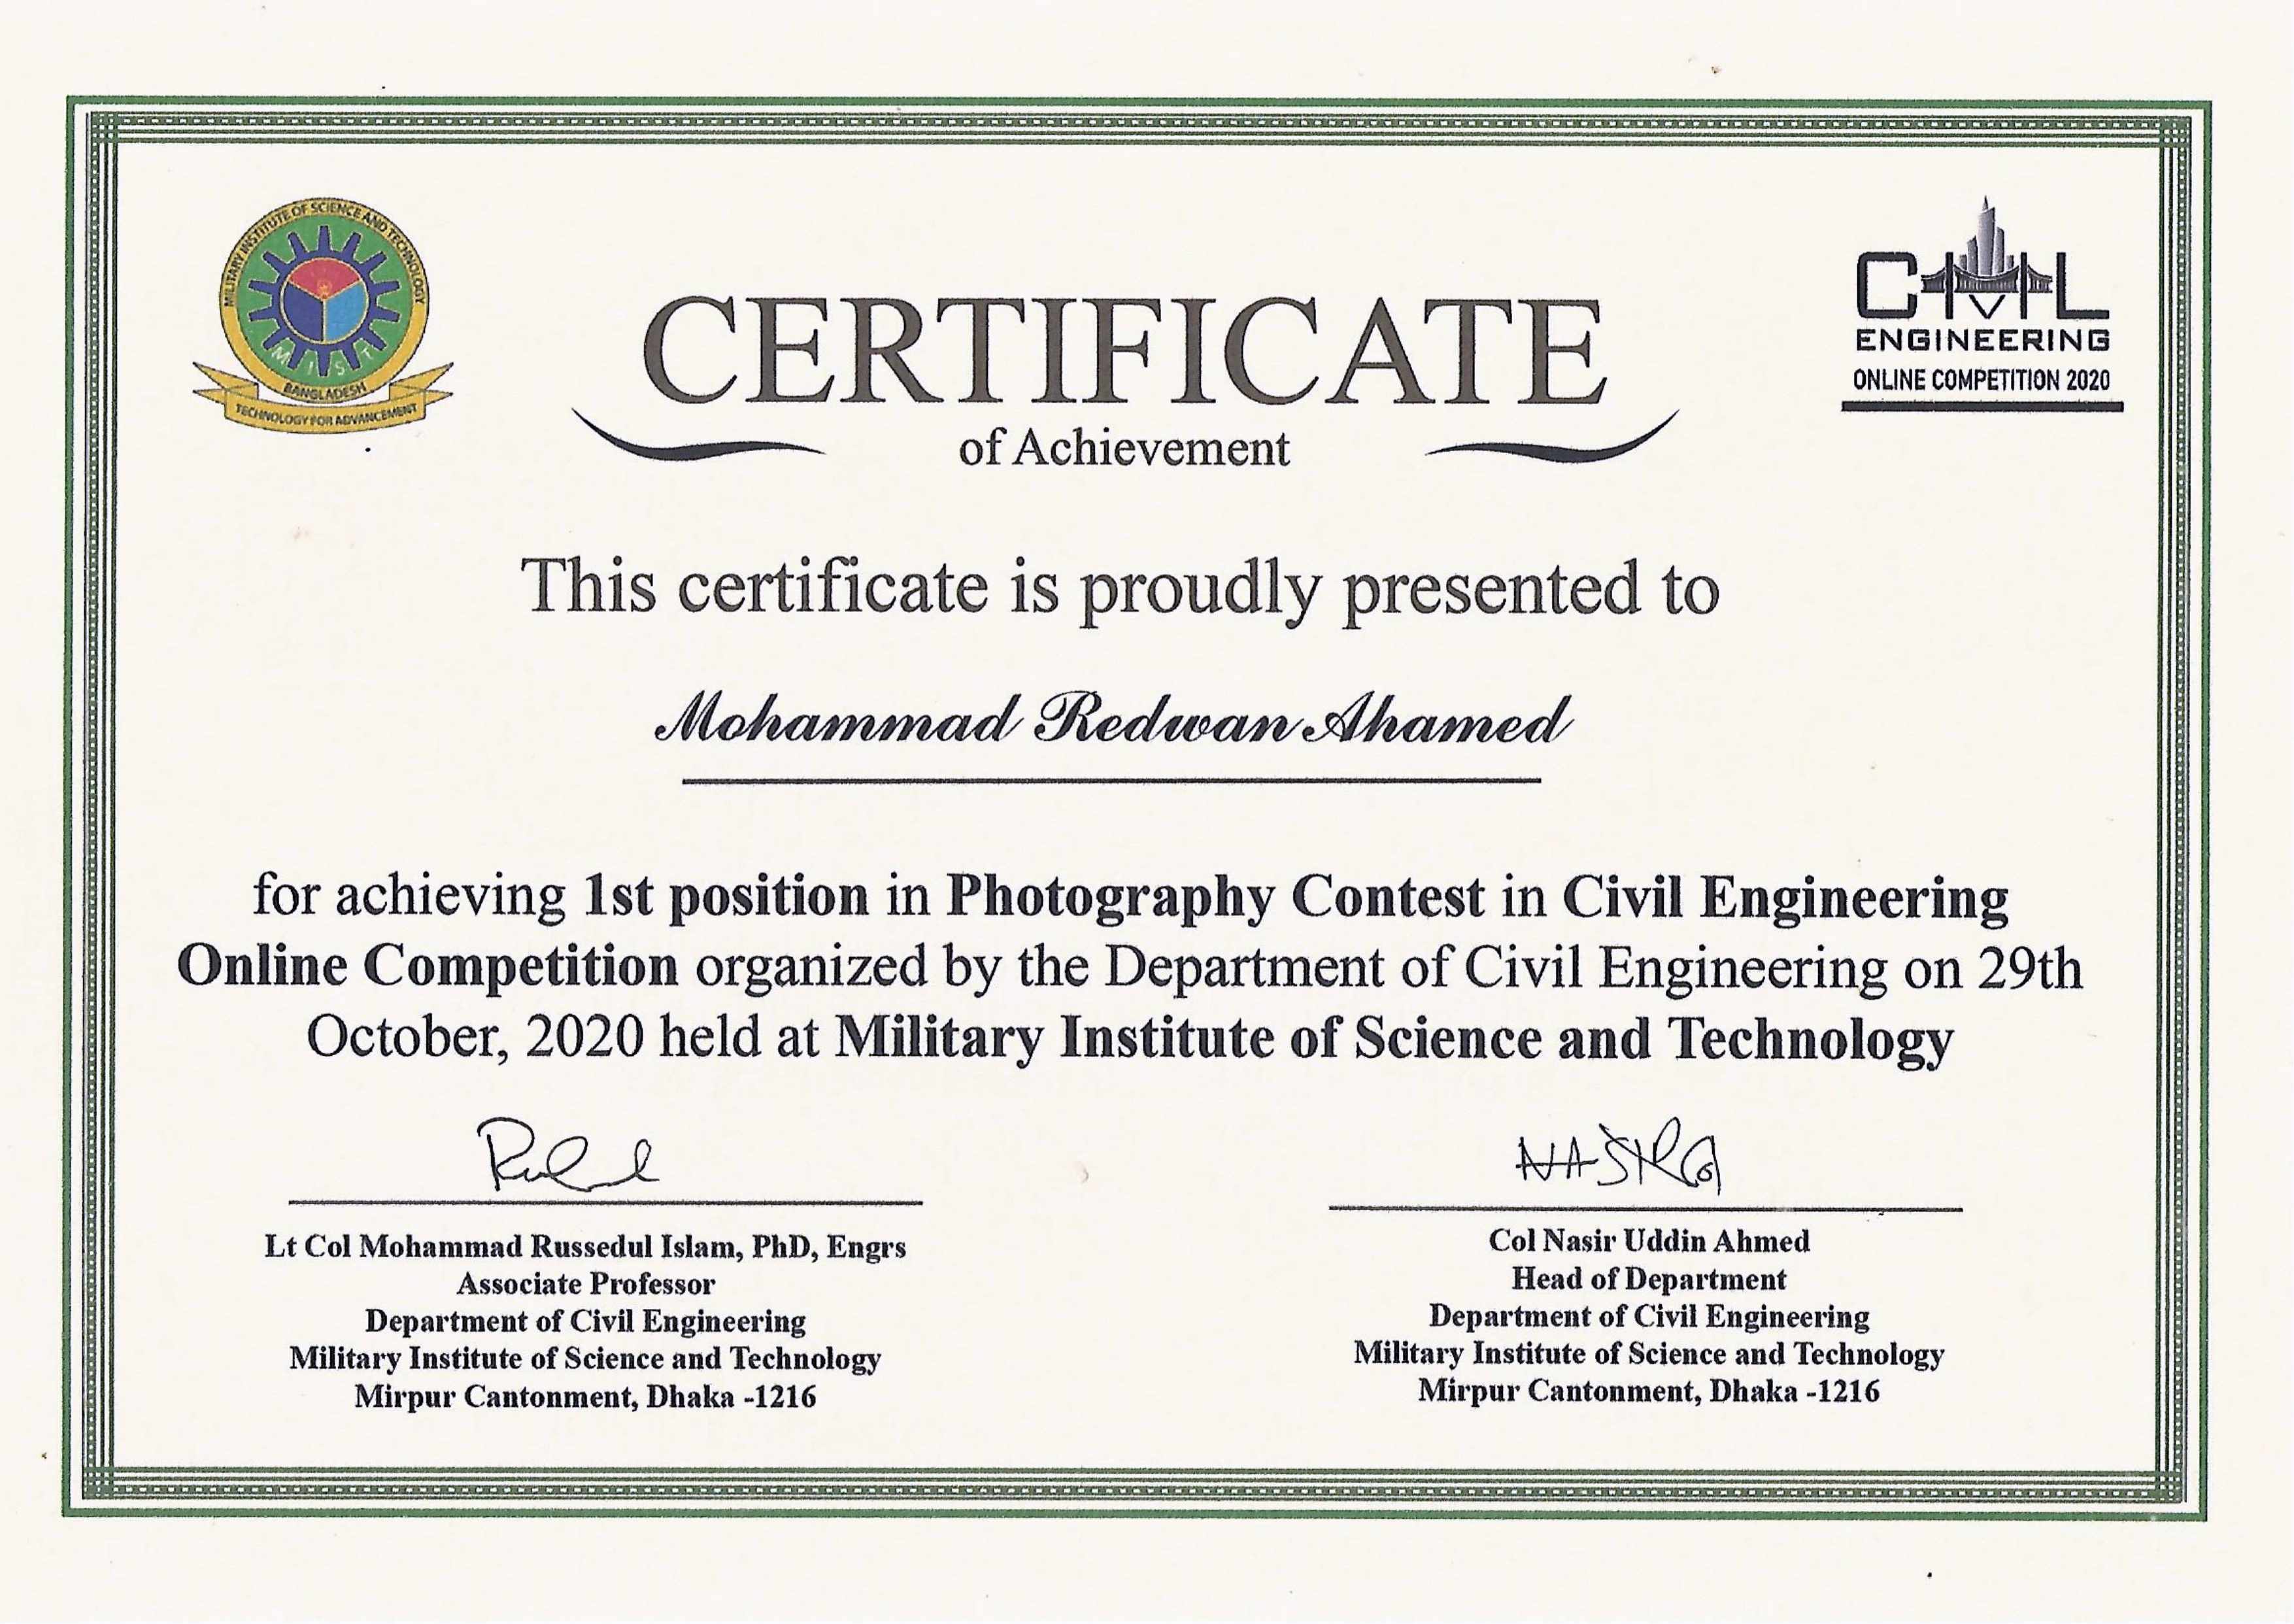 MILITARY INSTITUTE OF SCIENCE AND TECHNOLOGY
MIST
BANGLADESH
TECHNOLOGY FOR ADVANCEMENT
CIVIL
ENGINEERING
ONLINE COMPETITION 2020
CERTIFICATE
of Achievement
This certificate is proudly presented to
Mohammad Redwan Ahamed
for achieving 1st position in Photography Contest in Civil Engineering
Online Competition organized by the Department of Civil Engineering on 29th
October, 2020 held at Military Institute of Science and Technology
Lt Col Mohammad Russedul Islam, PhD, Engrs
Associate Professor
Department of Civil Engineering
Military Institute of Science and Technology
Mirpur Cantonment, Dhaka -1216
Col Nasir Uddin Ahmed
Head of Department
Department of Civil Engineering
Military Institute of Science and Technology
Mirpur Cantonment, Dhaka -1216